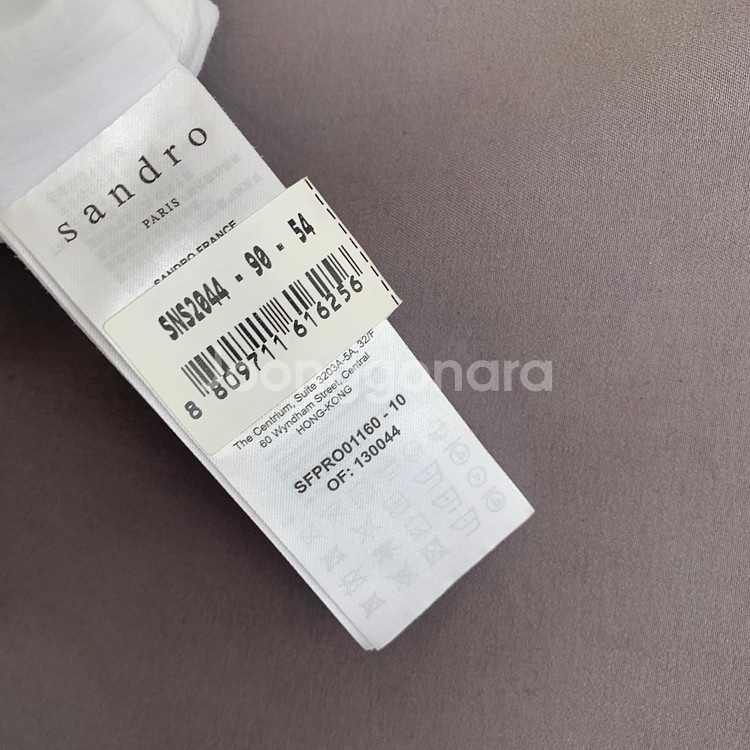 sandro
PARIS
SANDRO FRANCE
SNS2044 - 90 - 54
8 809711 616256
The Centrium, Suite 3203A-5A, 32/F
60 Wyndham Street, Central
HONG-KONG
SFPRO01160 - 10
OF: 130044
joonggonara